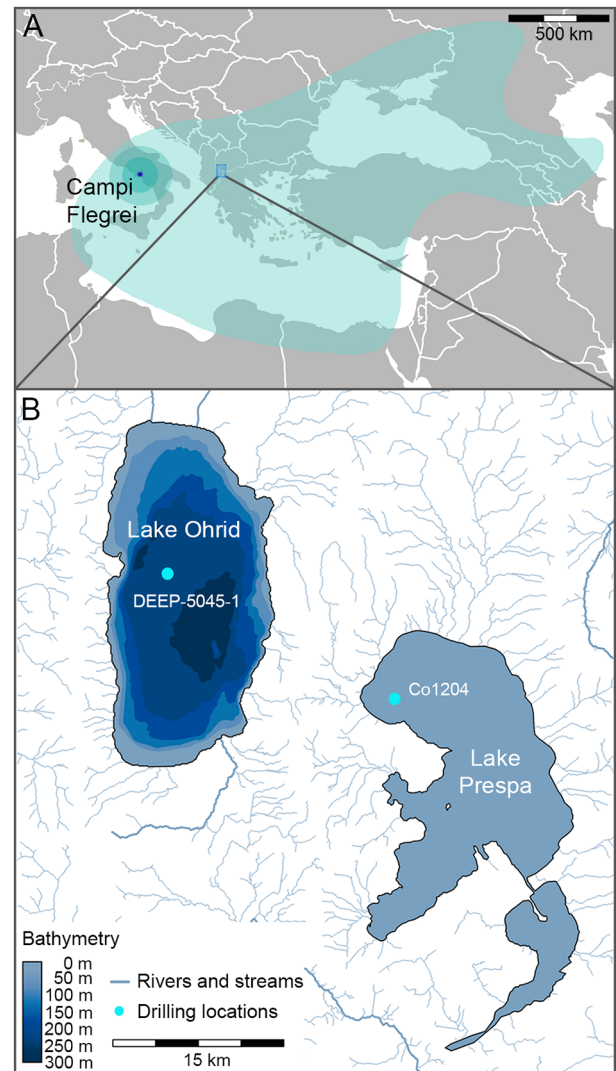 A
500 km
Campi
Flegrei
B
Lake Ohrid
DEEP-5045-1
Co1204
Lake
Prespa
Bathymetry
0 m
50 m
100 m
150 m
200 m
250 m
300 m
Rivers and streams
Drilling locations
15 km